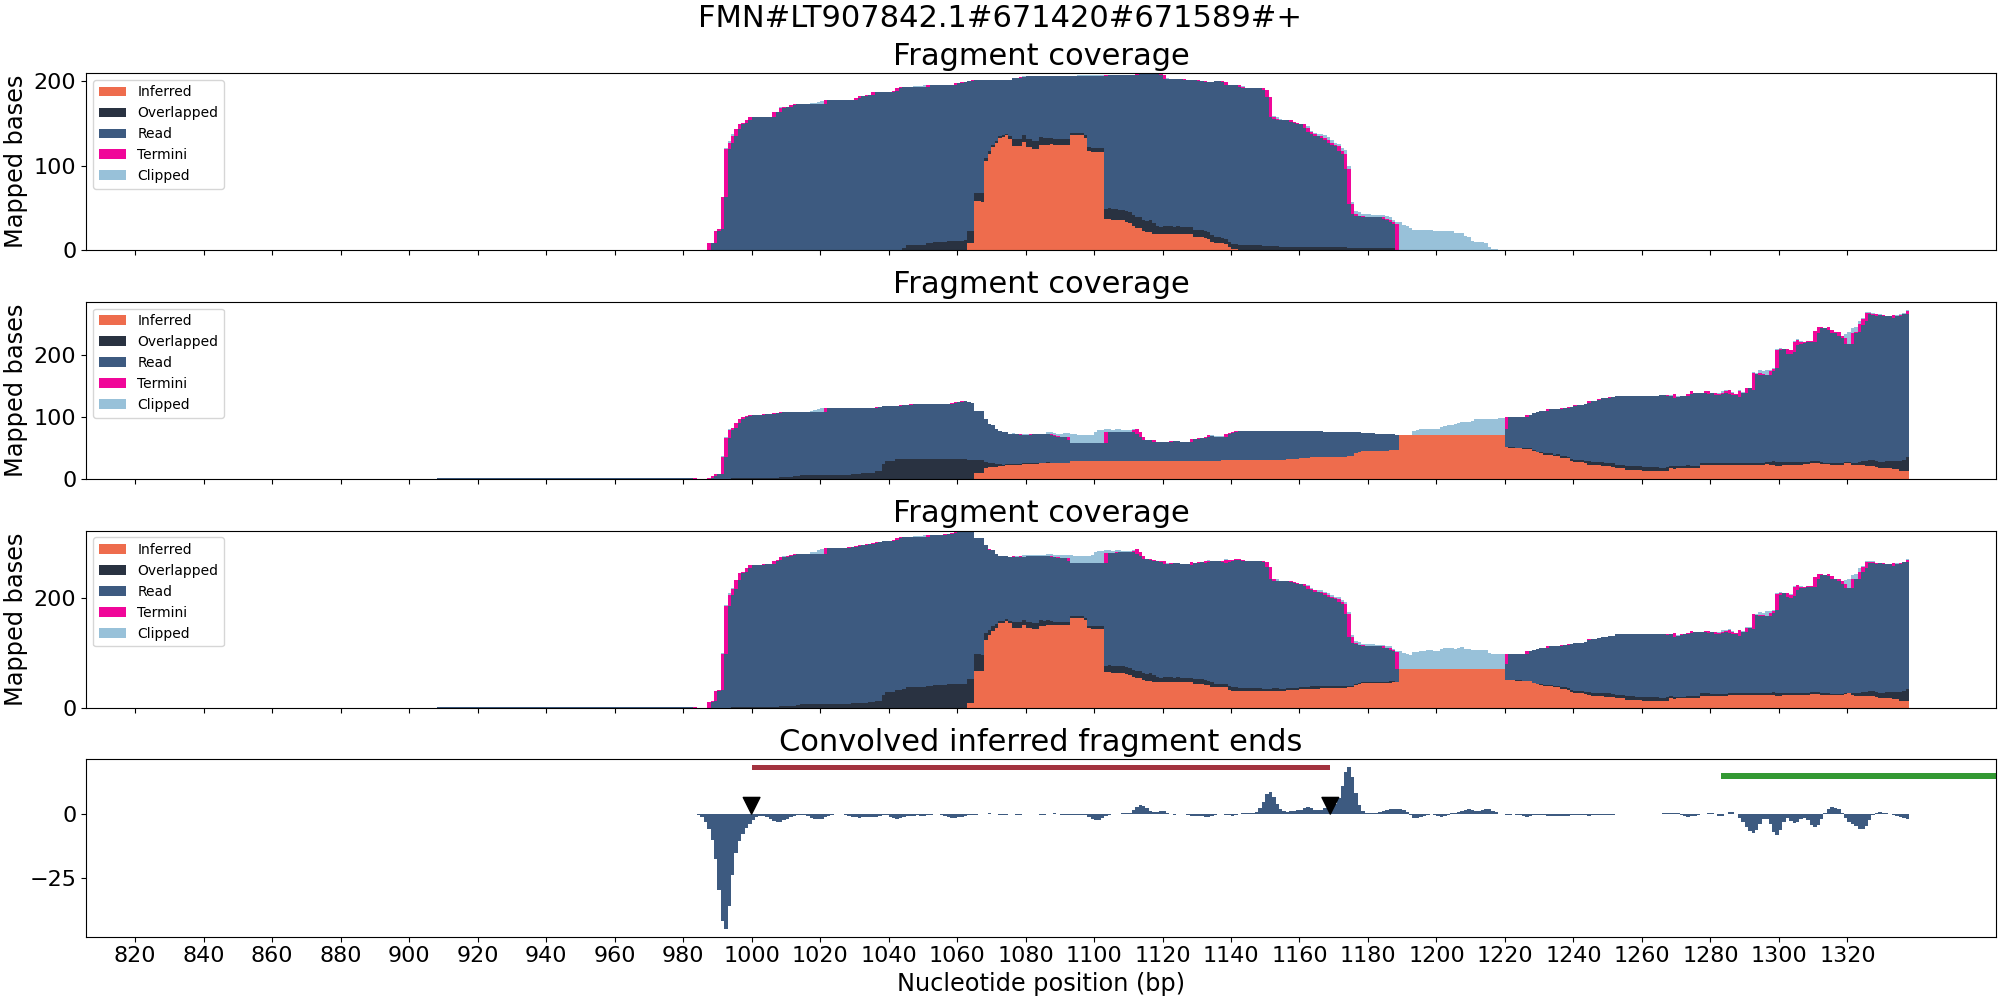 FMN#LT907842.1#671420#671589#+
Fragment coverage
Mapped bases
200
100
0
Inferred
Overlapped
Read
Termini
Clipped
Fragment coverage
Mapped bases
200
100
0
Inferred
Overlapped
Read
Termini
Clipped
Fragment coverage
Mapped bases
200
0
Inferred
Overlapped
Read
Termini
Clipped
Convolved inferred fragment ends
0
−25
820 840 860 880 900 920 940 960 980 1000 1020 1040 1060 1080 1100 1120 1140 1160 1180 1200 1220 1240 1260 1280 1300 1320
Nucleotide position (bp)